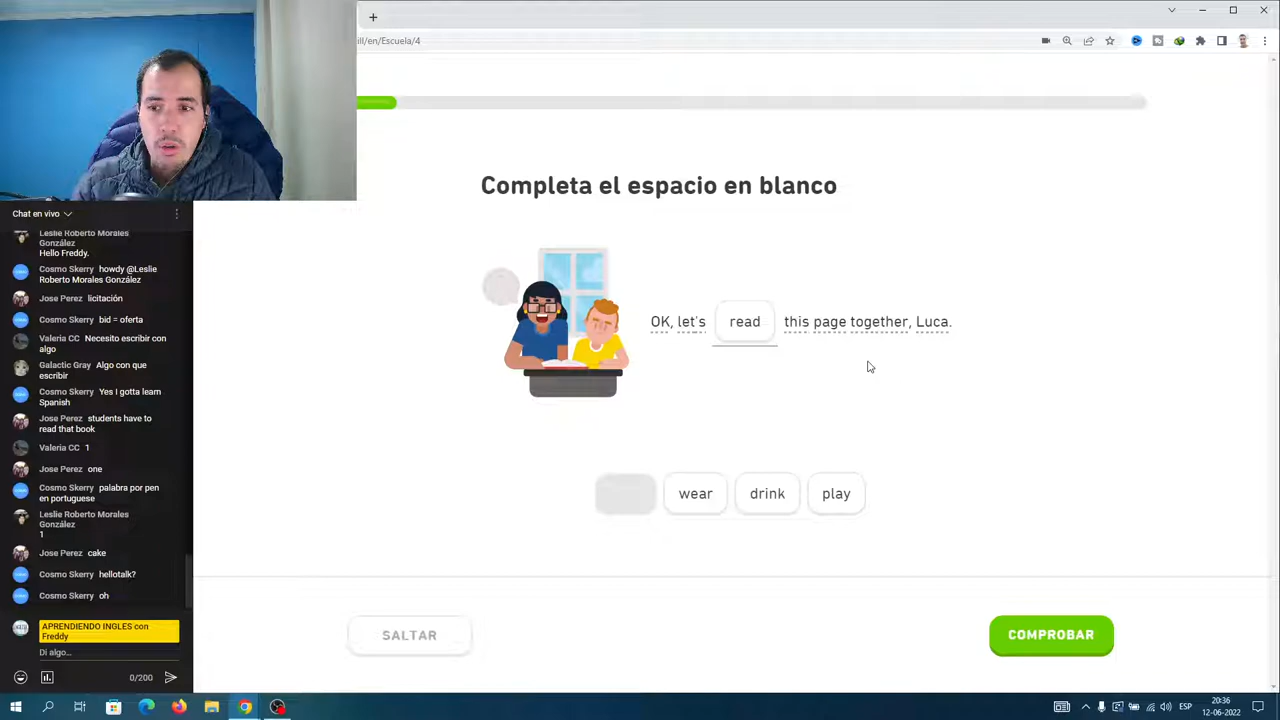 ill/en/Escuela/4
Completa el espacio en blanco
OK, let's read this page together, Luca.
wear drink play
SALTAR
COMPROBAR
Chat en vivo
Leslie Roberto Morales
González
Hello Freddy.
Cosmo Skerry howdy @Leslie
Roberto Morales González
Jose Perez licitación
Cosmo Skerry bid = oferta
Valeria CC Necesito escribir con
algo
Galactic Gray Algo con que
escribir
Cosmo Skerry Yes I gotta learn
Spanish
Jose Perez students have to
read that book
Valeria CC 1
Jose Perez one
Cosmo Skerry palabra por pen
en portuguese
Leslie Roberto Morales
González
1
Jose Perez cake
Cosmo Skerry hellotalk?
Cosmo Skerry oh
APRENDIENDO INGLES con
Freddy
Di algo...
0/200
ESP
20:36
12-06-2022